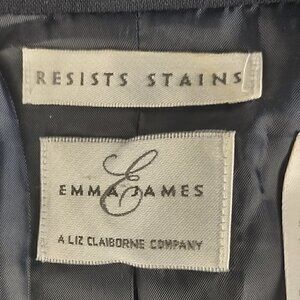 RESISTS STAINS
E
EMMA JAMES
A LIZ CLAIBORNE COMPANY